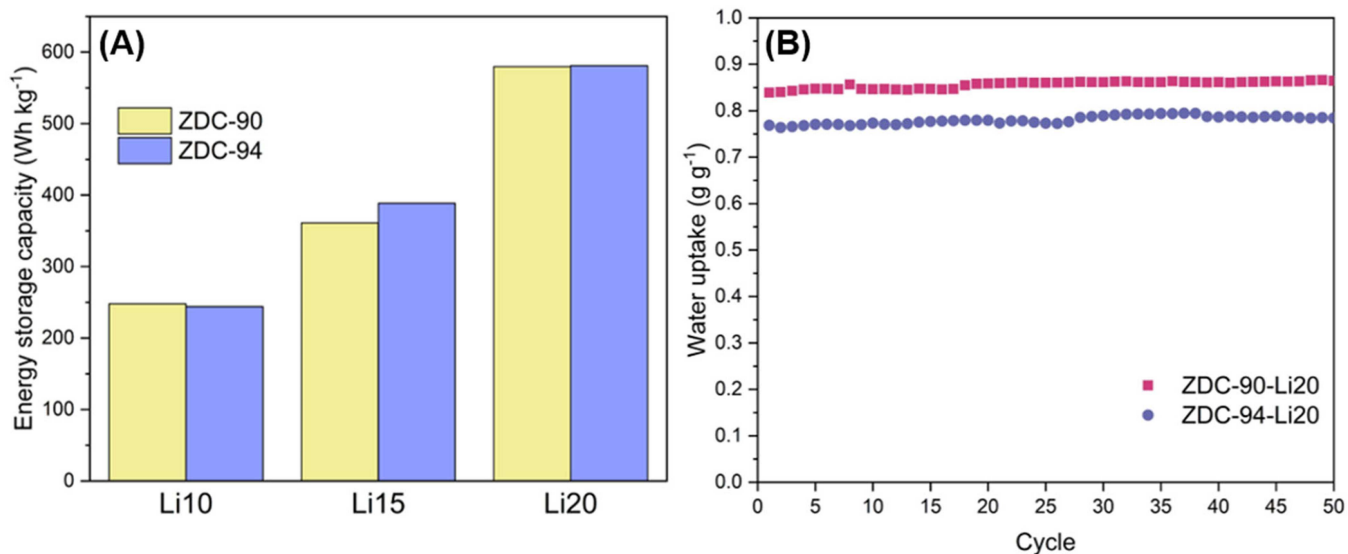 (A)
Energy storage capacity (Wh kg⁻¹)
600
500
400
300
200
100
0
ZDC-90
ZDC-94
Li10
Li15
Li20
(B)
Water uptake (g g⁻¹)
1.0
0.9
0.8
0.7
0.6
0.5
0.4
0.3
0.2
0.1
0.0
ZDC-90-Li20
ZDC-94-Li20
0 5 10 15 20 25 30 35 40 45 50
Cycle